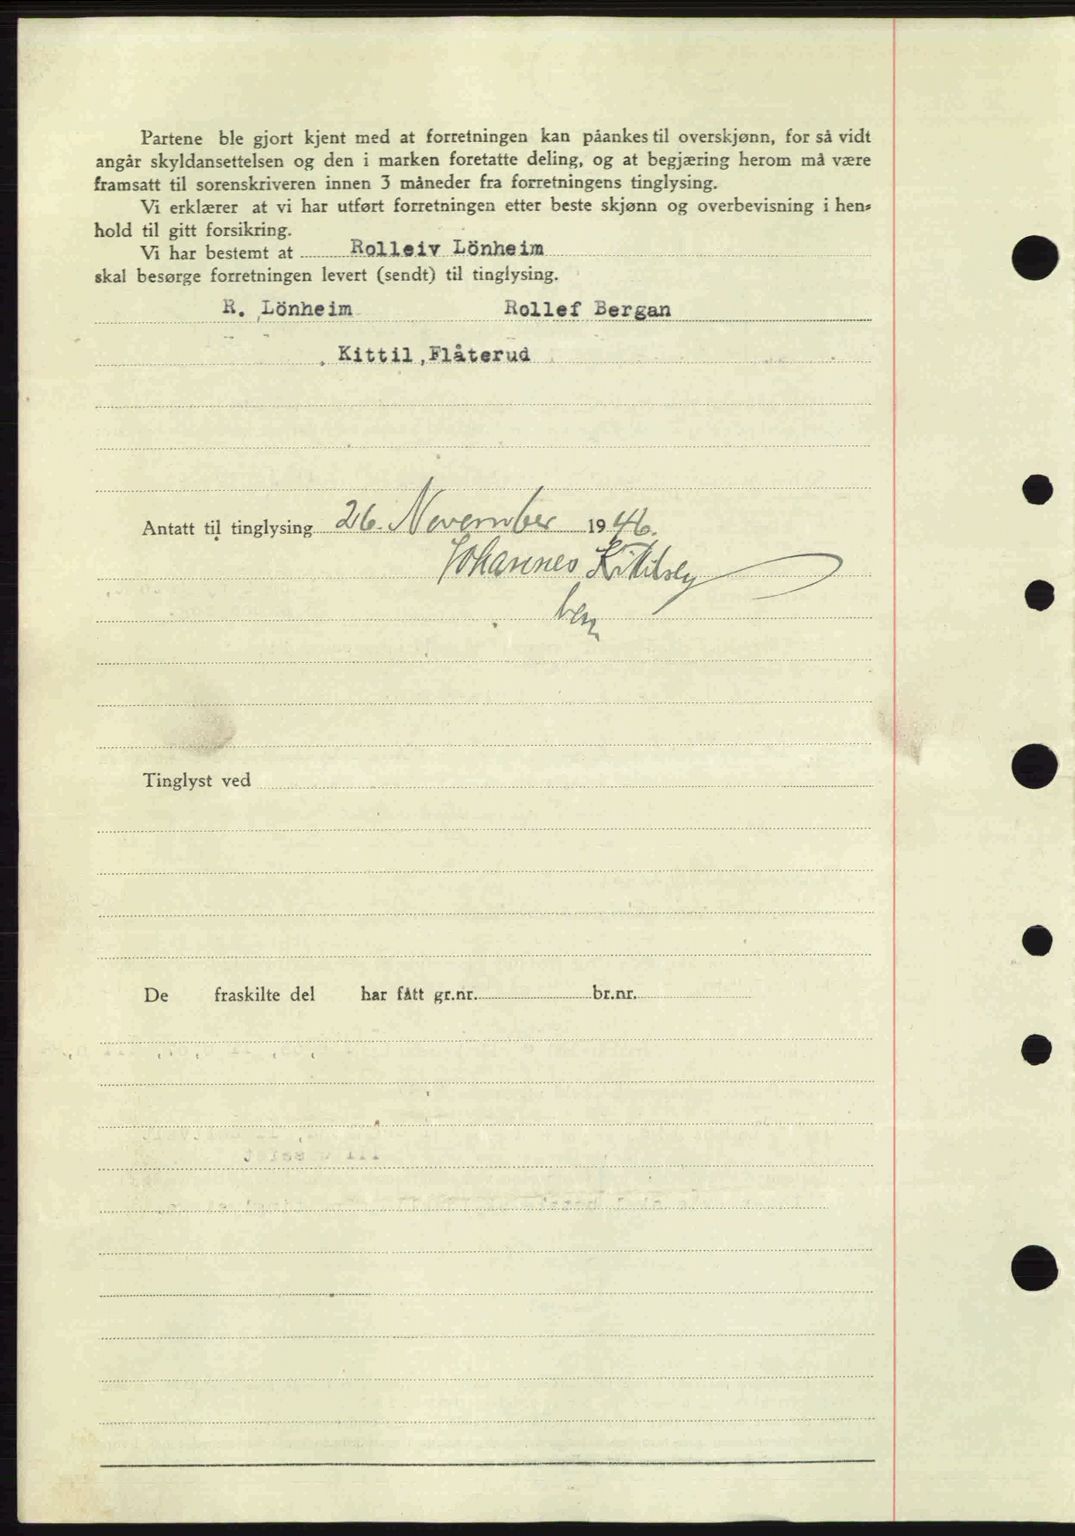 Partene ble gjort kjent med at forretningen kan påankes til overskjønn, for så vidt
angår skyldansettelsen og den i marken foretatte deling, og at begjæring herom må være
framsatt til sorenskriveren innen 3 måneder fra forretningens tinglysing.
Vi erklærer at vi har utført forretningen etter beste skjønn og overbevisning i hen-
hold til gitt forsikring.
Vi har bestemt at Rolleiv Lönheim
skal besørge forretningen levert (sendt) til tinglysing.
R. Lönheim Rollef Bergan
Kittil Flåterud
Antatt til tinglysing 26. November 1946.
Johannes
Tinglyst ved
De fraskilte del har fått gr.nr. br.nr.